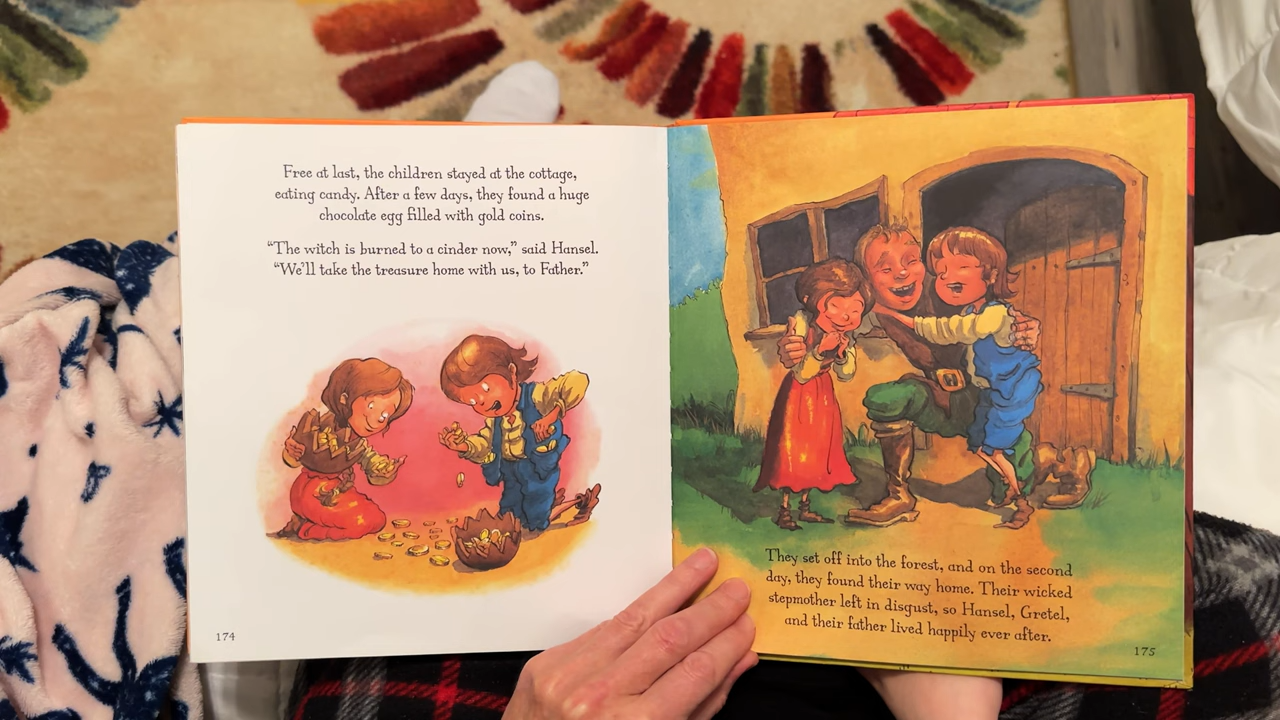 Free at last, the children stayed at the cottage,
eating candy. After a few days, they found a huge
chocolate egg filled with gold coins.
“The witch is burned to a cinder now,” said Hansel.
“We’ll take the treasure home with us, to Father.”
174
They set off into the forest, and on the second
day, they found their way home. Their wicked
stepmother left in disgust, so Hansel, Gretel,
and their father lived happily ever after.
175